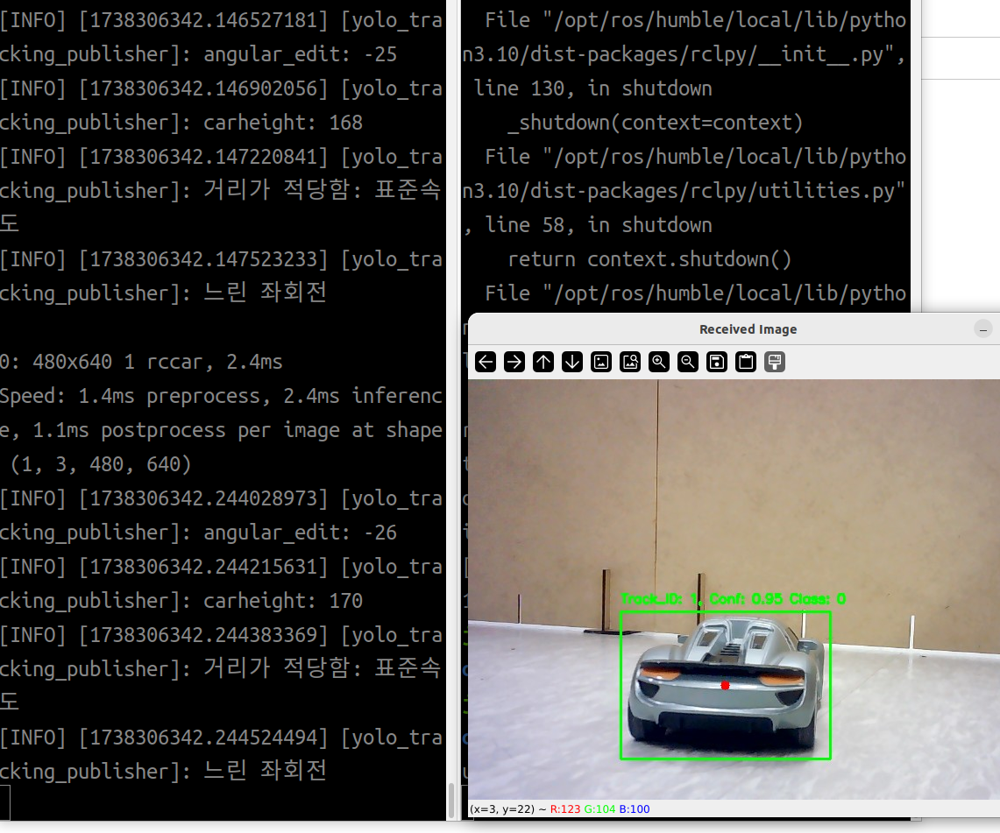 [INFO] [1738306342.146527181] [yolo_tra
cking_publisher]: angular_edit: -25
[INFO] [1738306342.146902056] [yolo_tra
cking_publisher]: carheight: 168
[INFO] [1738306342.147220841] [yolo_tra
cking_publisher]: 거리가 적당함: 표준속
도
[INFO] [1738306342.147523233] [yolo_tra
cking_publisher]: 느린 좌회전
0: 480x640 1 rccar, 2.4ms
Speed: 1.4ms preprocess, 2.4ms inferenc
e, 1.1ms postprocess per image at shape
(1, 3, 480, 640)
[INFO] [1738306342.244028973] [yolo_tra
cking_publisher]: angular_edit: -26
[INFO] [1738306342.244215631] [yolo_tra
cking_publisher]: carheight: 170
[INFO] [1738306342.244383369] [yolo_tra
cking_publisher]: 거리가 적당함: 표준속
도
[INFO] [1738306342.244524494] [yolo_tra
cking_publisher]: 느린 좌회전
File "/opt/ros/humble/local/lib/pytho
n3.10/dist-packages/rclpy/__init__.py",
line 130, in shutdown
_shutdown(context=context)
File "/opt/ros/humble/local/lib/pytho
n3.10/dist-packages/rclpy/utilities.py"
, line 58, in shutdown
return context.shutdown()
File "/opt/ros/humble/local/lib/pytho
Received Image
Track_ID: 1, Conf: 0.95 Class: 0
(x=3, y=22) ~ R:123 G:104 B:100